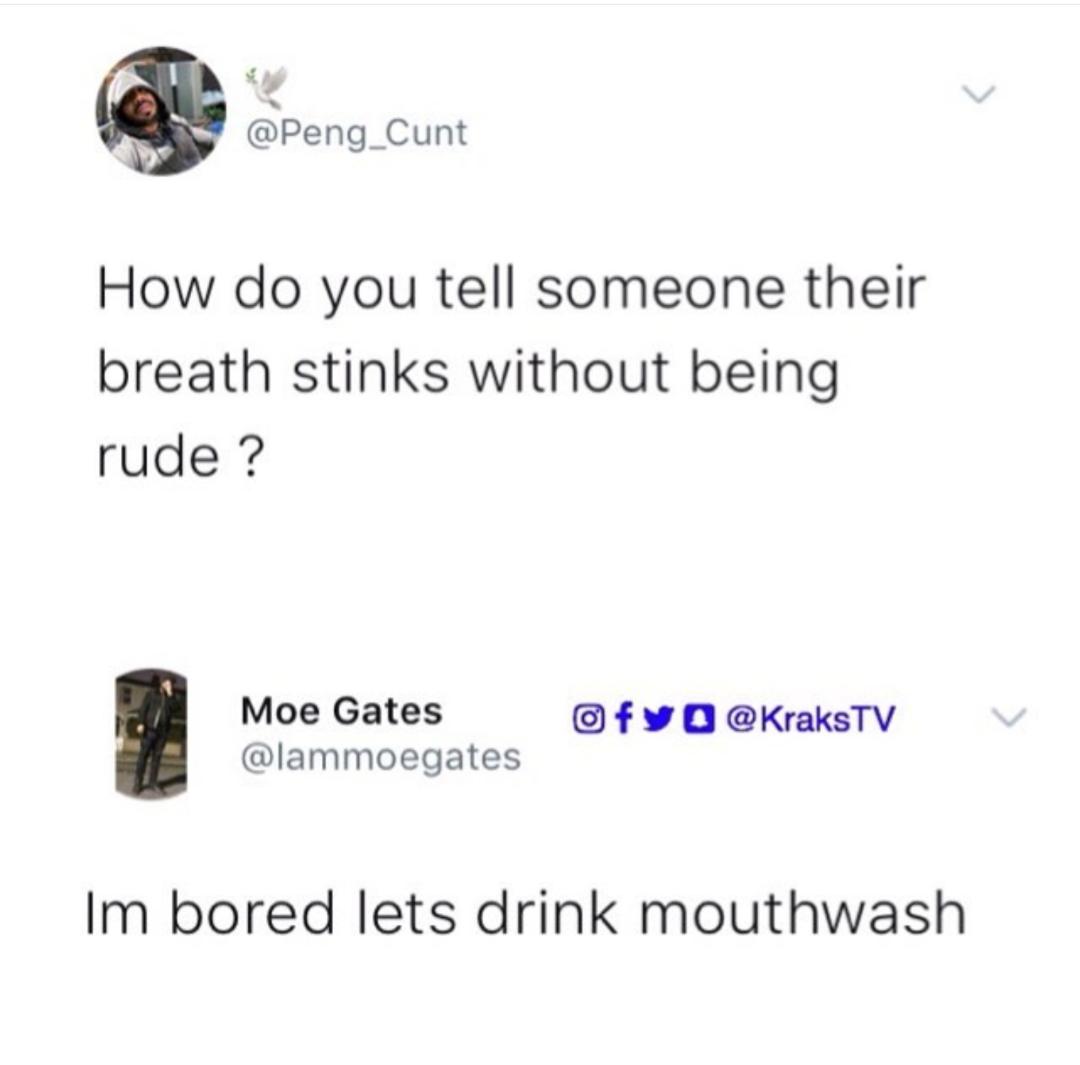 @Peng_Cunt
How do you tell someone their
breath stinks without being
rude ?
Moe Gates
@KraksTV
@Iammoegates
Im bored lets drink mouthwash